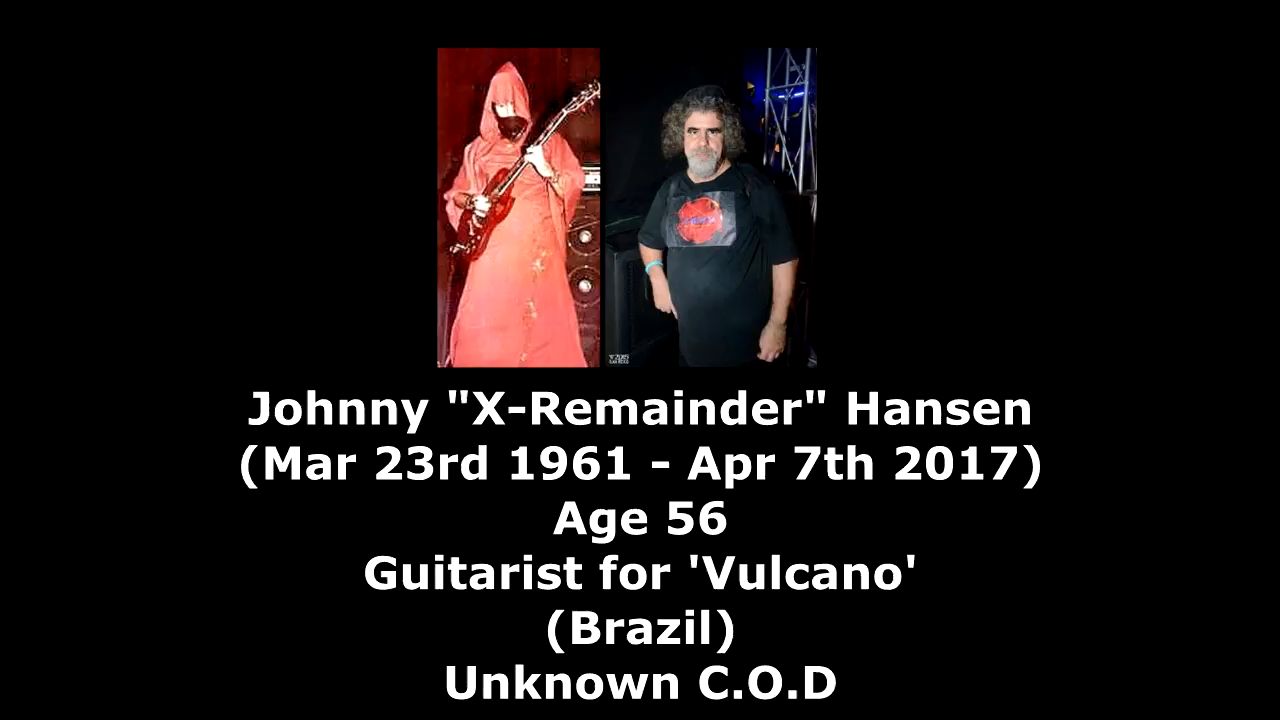 Johnny "X-Remainder" Hansen
(Mar 23rd 1961 - Apr 7th 2017)
Age 56
Guitarist for 'Vulcano'
(Brazil)
Unknown C.O.D